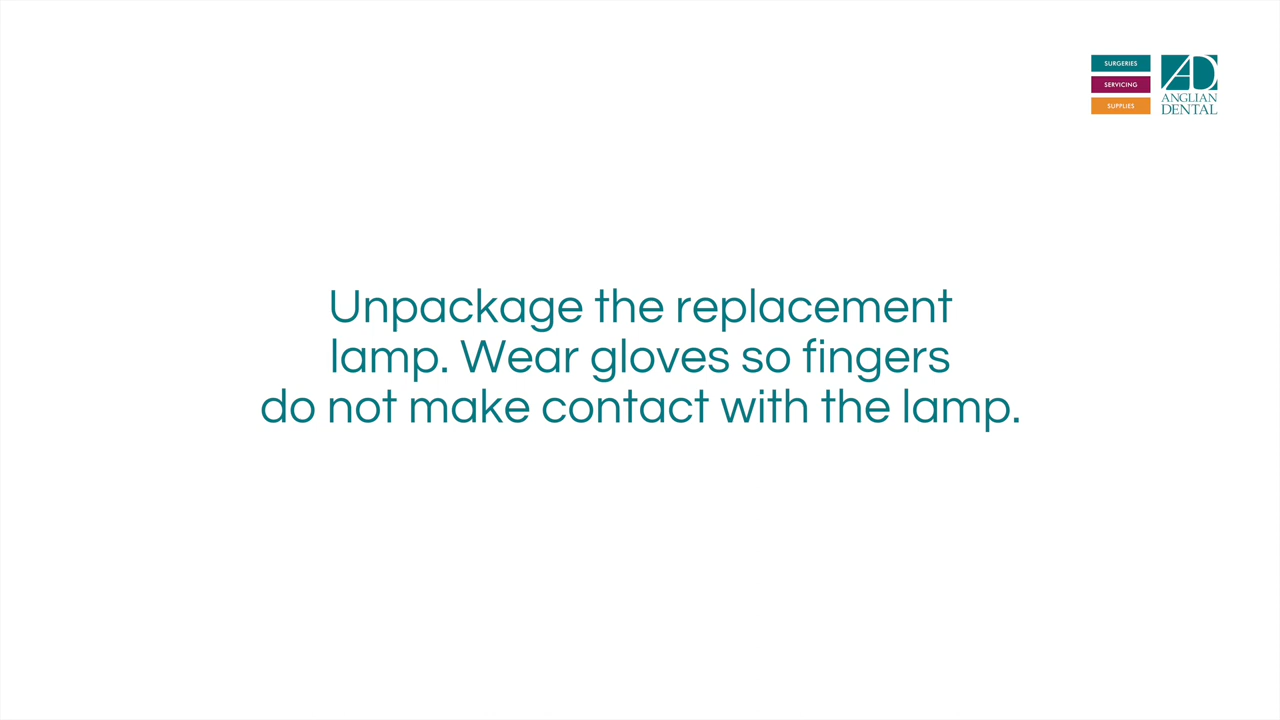 SURGERIES
SERVICING
SUPPLIES
AD
ANGLIAN
DENTAL
Unpackage the replacement
lamp. Wear gloves so fingers
do not make contact with the lamp.